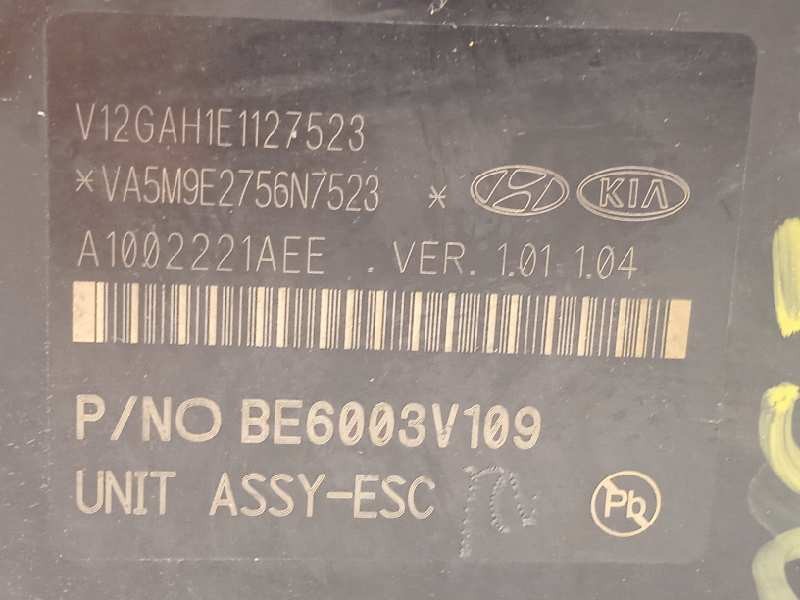 V12GAH1E1127523
*VA5M9E2756N7523 * KIA
A1002221AEE VER. 1.01 1.04
P/NO BE6003V109
UNIT ASSY-ESC
Pb